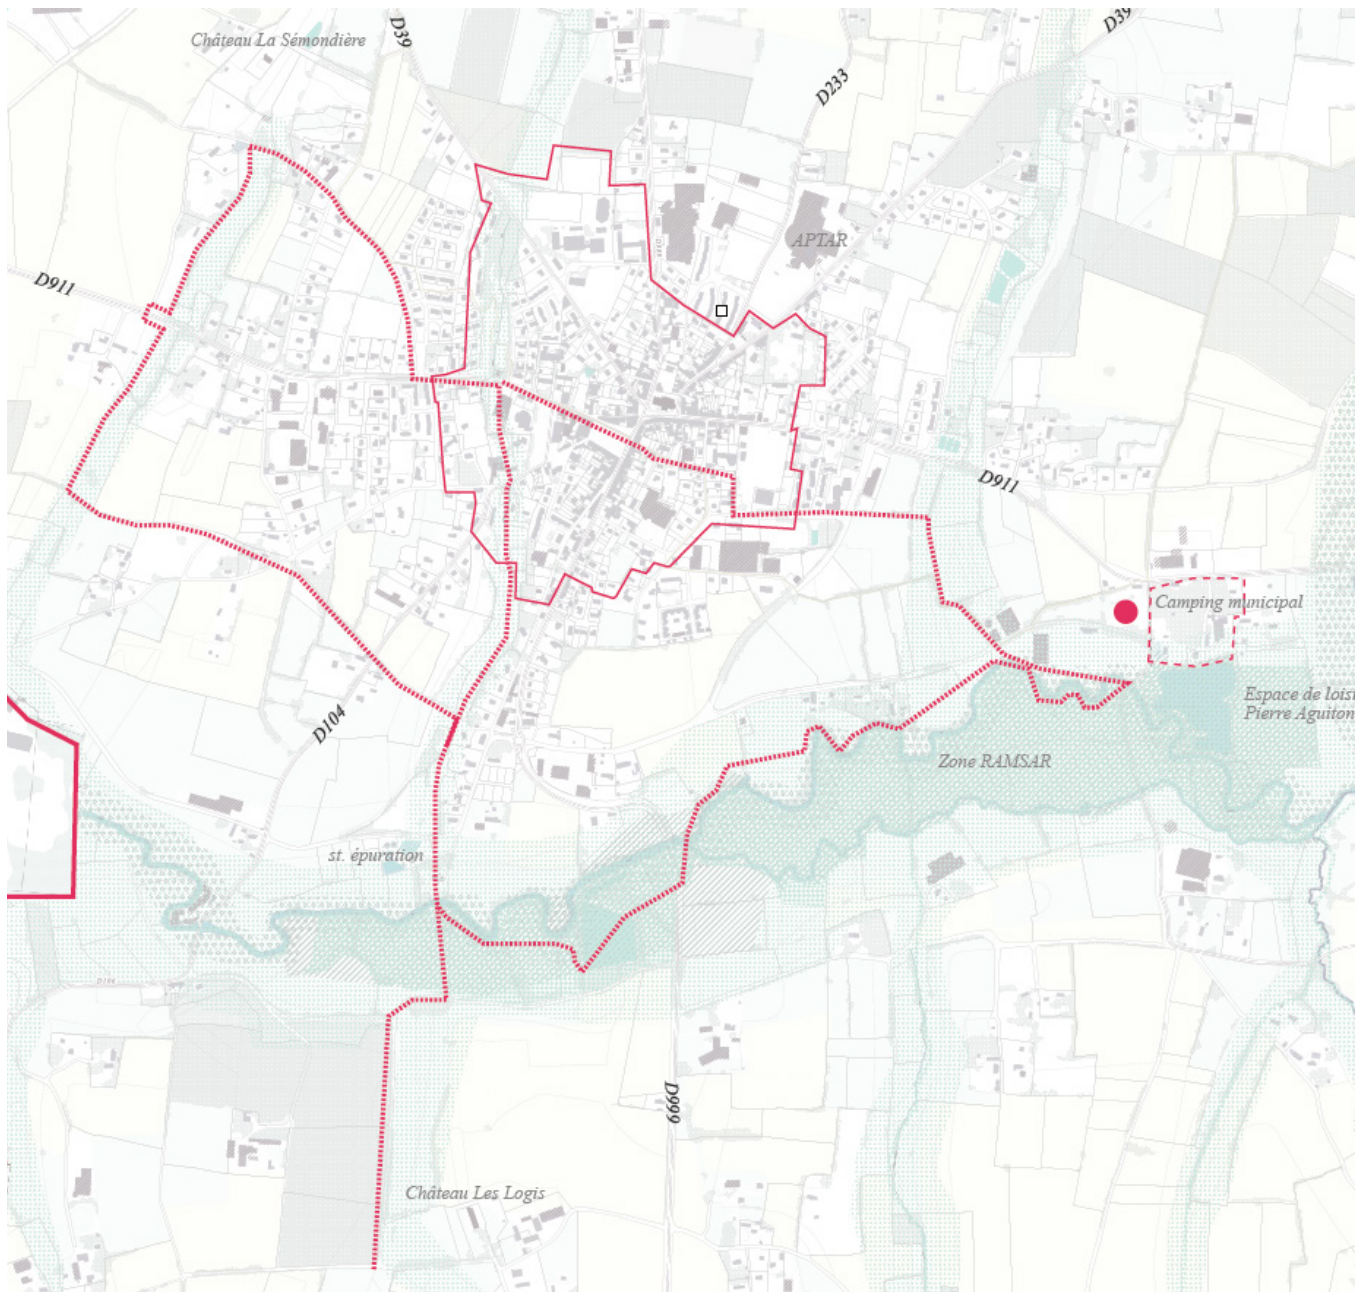 D39
D39
Château La Sémondière
D233
APTAR
D911
D911
Camping municipal
Espace de loisi
Pierre Aguiton
D104
Zone RAMSAR
st. épuration
D999
Château Les Logis